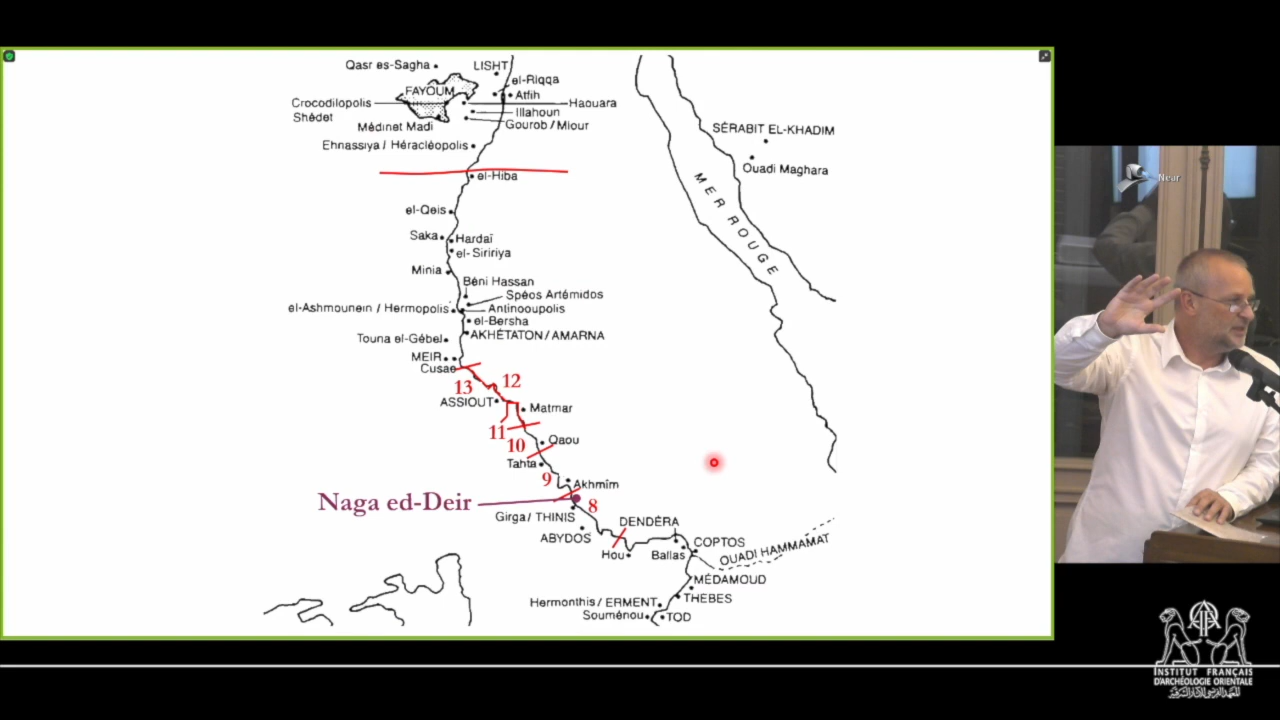 Qasr es-Sagha
LISHT
el-Riqqa
FAYOUM
Atfih
Crocodilopolis
Shédet
Haouara
Illahoun
Médinet Madi
Gourob / Miour
Ehnassiya / Héracléopolis
SÉRABIT EL-KHADIM
Ouadi Maghara
el-Hiba
MER ROUGE
el-Qeis
Saka
Hardaï
el-Siririya
Minia
Béni Hassan
Spéos Artémidos
el-Ashmounein / Hermopolis
Antinooupolis
el-Bersha
Touna el-Gébel
AKHÉTATON / AMARNA
MEIR
Cusae
13
12
ASSIOUT
Matmar
11
10
Qaou
Tahta
9
Akhmîm
Naga ed-Deir
8
Girga / THINIS
ABYDOS
DENDÉRA
Hou
Ballas
COPTOS
OUADI HAMMAMAT
MÉDAMOUD
THEBES
Hermonthis / ERMENT
Souménou
TOD
Near
INSTITUT FRANÇAIS
D'ARCHÉOLOGIE ORIENTALE